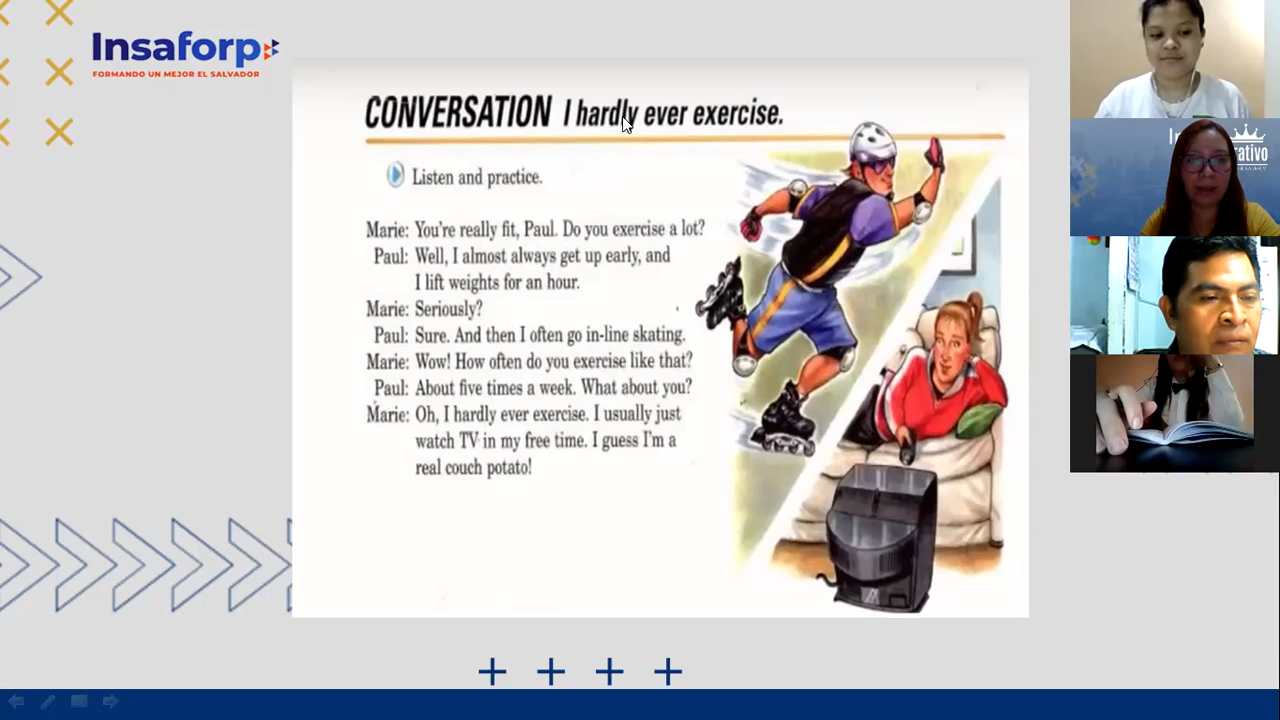 Insaforp
FORMANDO UN MEJOR EL SALVADOR
CONVERSATION I hardly ever exercise.
Listen and practice.
Marie: You're really fit, Paul. Do you exercise a lot?
Paul: Well, I almost always get up early, and
I lift weights for an hour.
Marie: Seriously?
Paul: Sure. And then I often go in-line skating.
Marie: Wow! How often do you exercise like that?
Paul: About five times a week. What about you?
Marie: Oh, I hardly ever exercise. I usually just
watch TV in my free time. I guess I'm a
real couch potato!